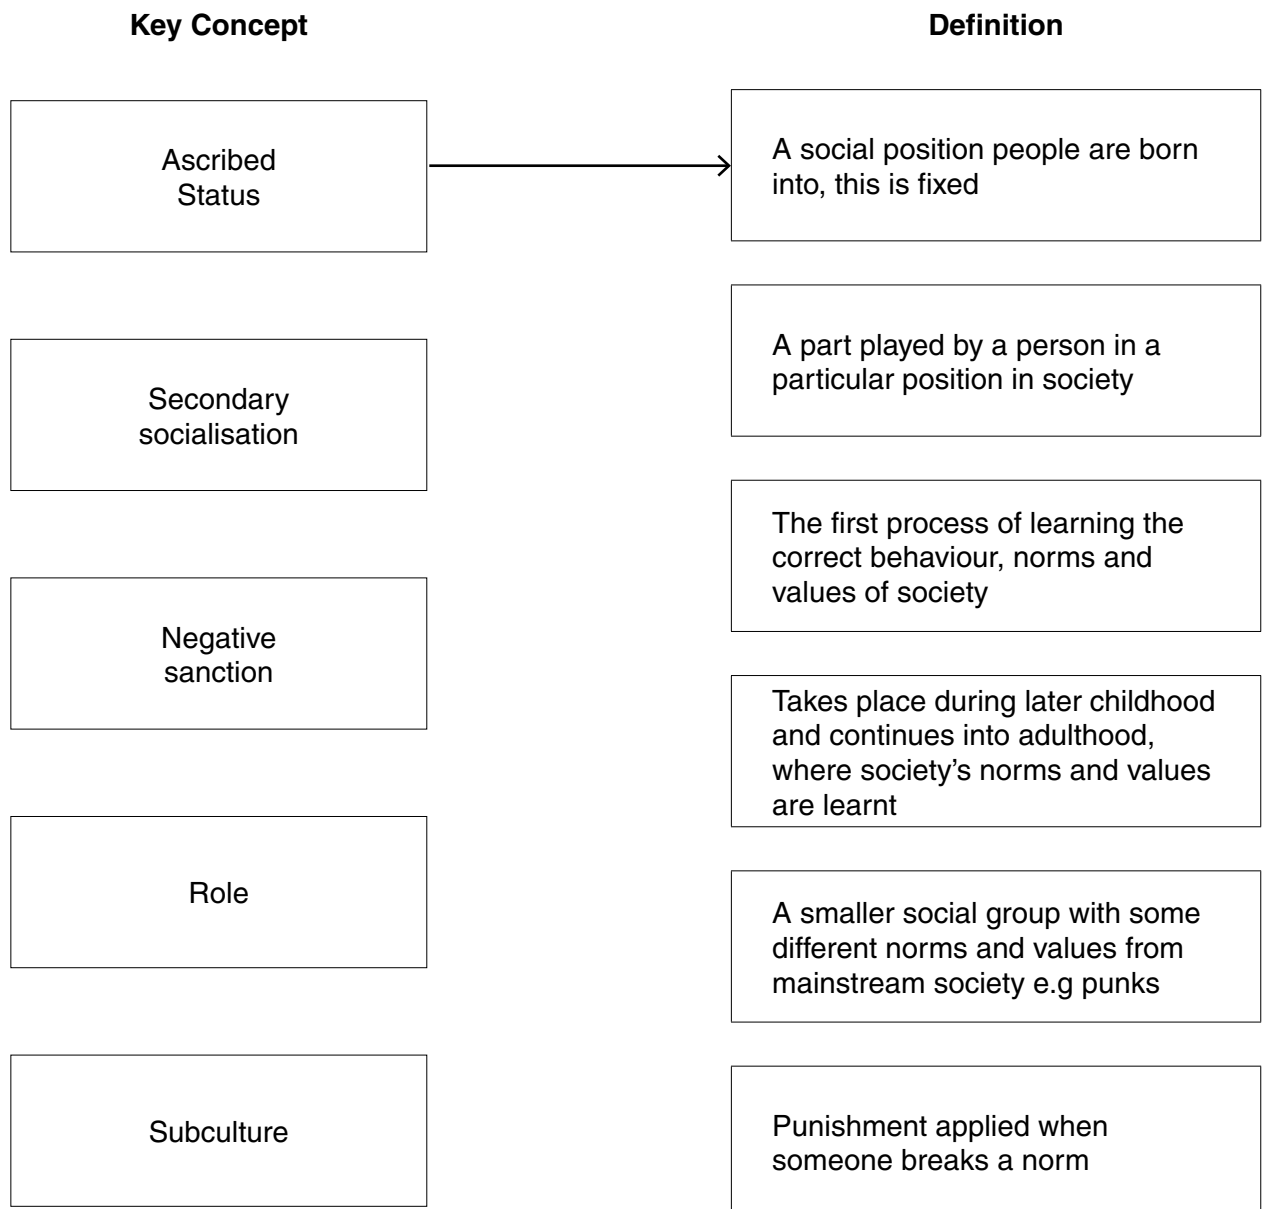 Key Concept
Definition
Ascribed
Status
A social position people are born
into, this is fixed
A part played by a person in a
particular position in society
Secondary
socialisation
The first process of learning the
correct behaviour, norms and
values of society
Negative
sanction
Takes place during later childhood
and continues into adulthood,
where society’s norms and values
are learnt
Role
A smaller social group with some
different norms and values from
mainstream society e.g punks
Subculture
Punishment applied when
someone breaks a norm